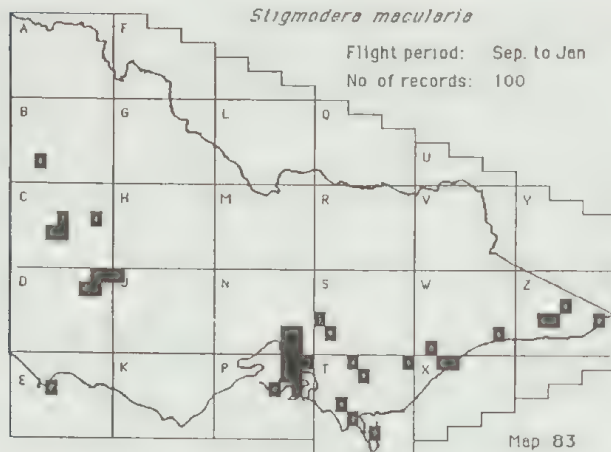 Stigmodera macularia
Flight period: Sep. to Jan
No of records: 100
A F
L
B G Q
U
C H M R V Y
D J N S W Z
E K P T X
Map 83